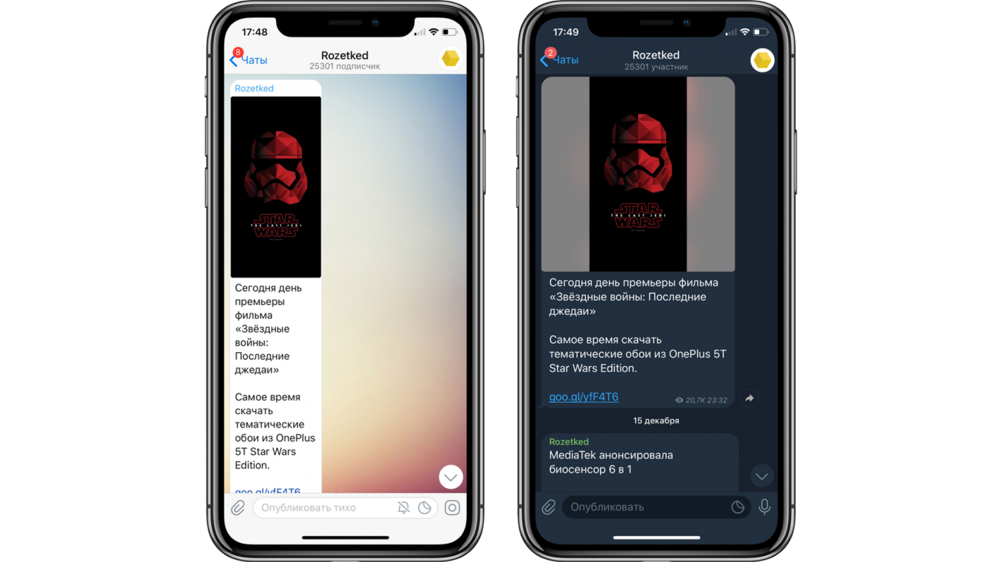 17:48
8
Чаты
Rozetked
25301 подписчик
Rozetked
STAR
THE LAST JEDI
WARS
Сегодня день
премьеры
фильма
«Звёздные
войны:
Последние
джедаи»
Самое время
скачать
тематические
обои из OnePlus
5T Star Wars
Edition.
goo.gl/yfF4T6
Опубликовать тихо
17:49
2
Чаты
Rozetked
25301 участник
STAR
THE LAST JEDI
WARS
Сегодня день премьеры фильма
«Звёздные войны: Последние
джедаи»
Самое время скачать
тематические обои из OnePlus 5T
Star Wars Edition.
goo.gl/yfF4T6
20,7K 23:32
15 декабря
Rozetked
MediaTek анонсировала
биосенсор 6 в 1
Опубликовать